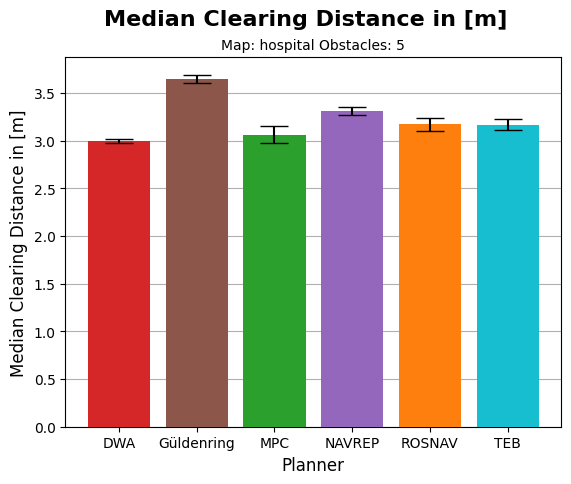 Median Clearing Distance in [m]
Map: hospital Obstacles: 5
Median Clearing Distance in [m]
3.5
3.0
2.5
2.0
1.5
1.0
0.5
0.0
DWA Güldenring MPC NAVREP ROSNAV TEB
Planner